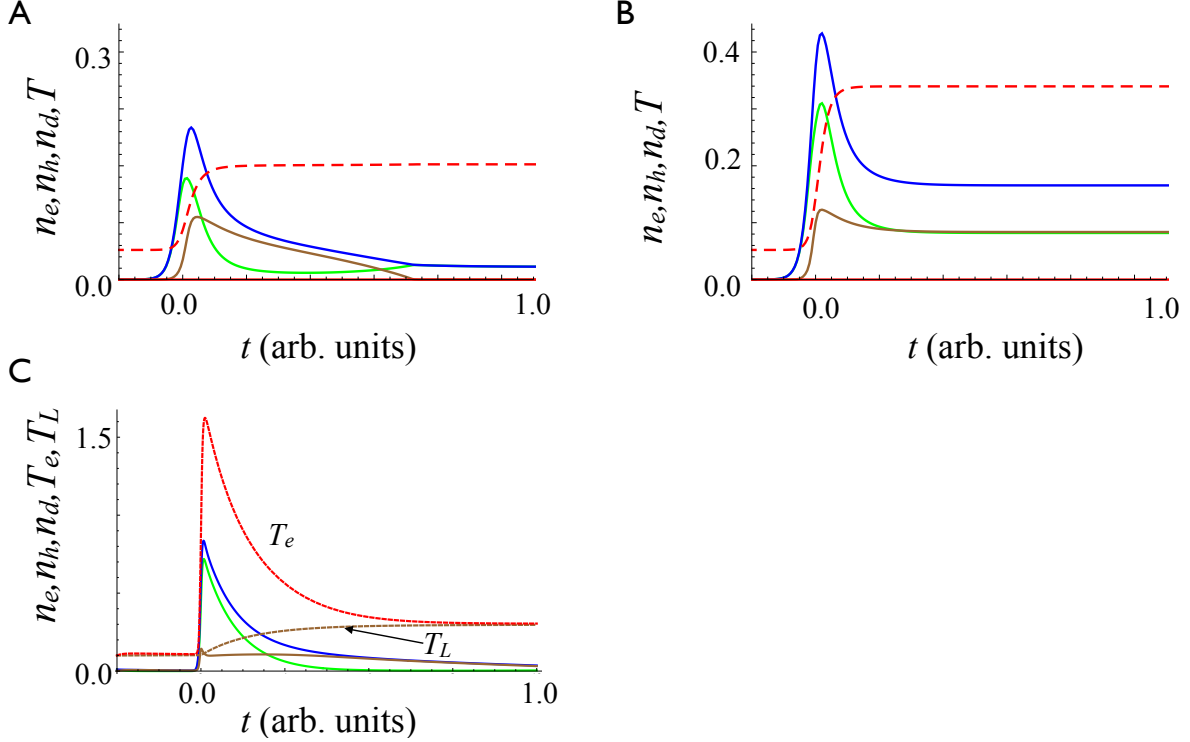 A
n_e,n_h,n_d,T
0.3
0.0
0.0
1.0
t (arb. units)
B
n_e,n_h,n_d,T
0.4
0.2
0.0
0.0
1.0
t (arb. units)
C
n_e,n_h,n_d,T_e,T_L
1.5
0.0
T_e
T_L
0.0
1.0
t (arb. units)